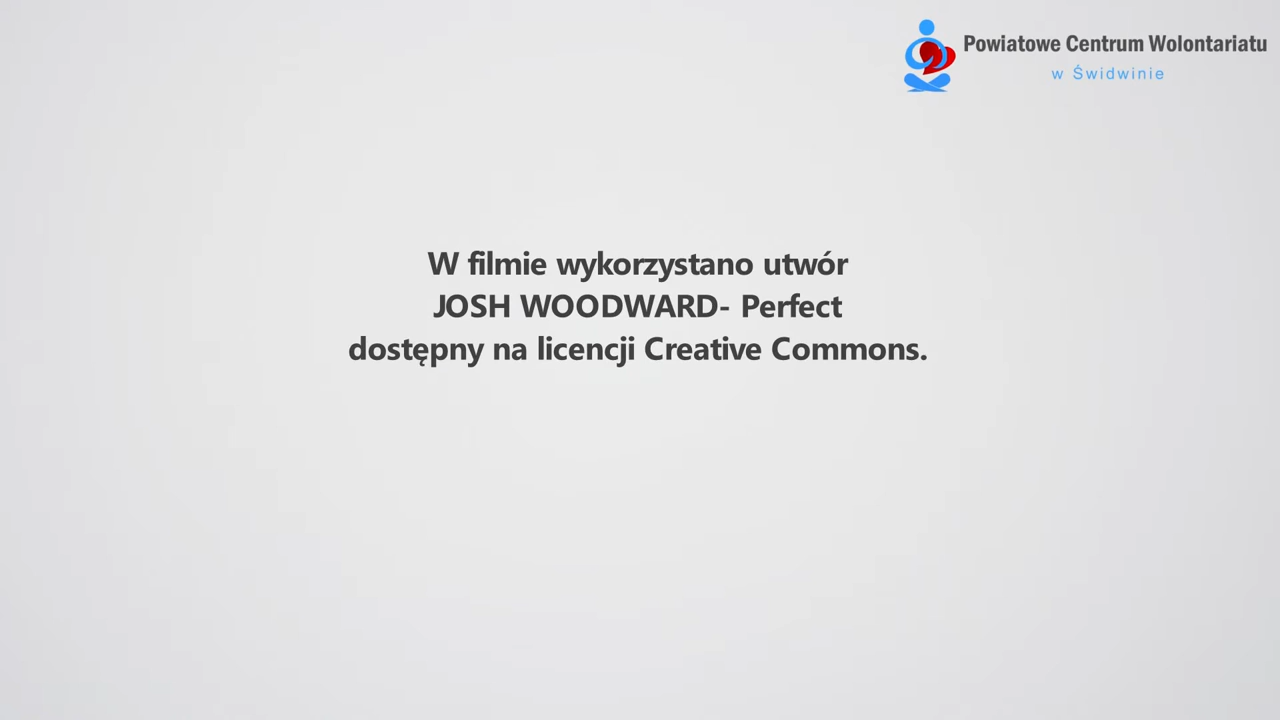 Powiatowe Centrum Wolontariatu
w Świdwinie
W filmie wykorzystano utwór
JOSH WOODWARD- Perfect
dostępny na licencji Creative Commons.